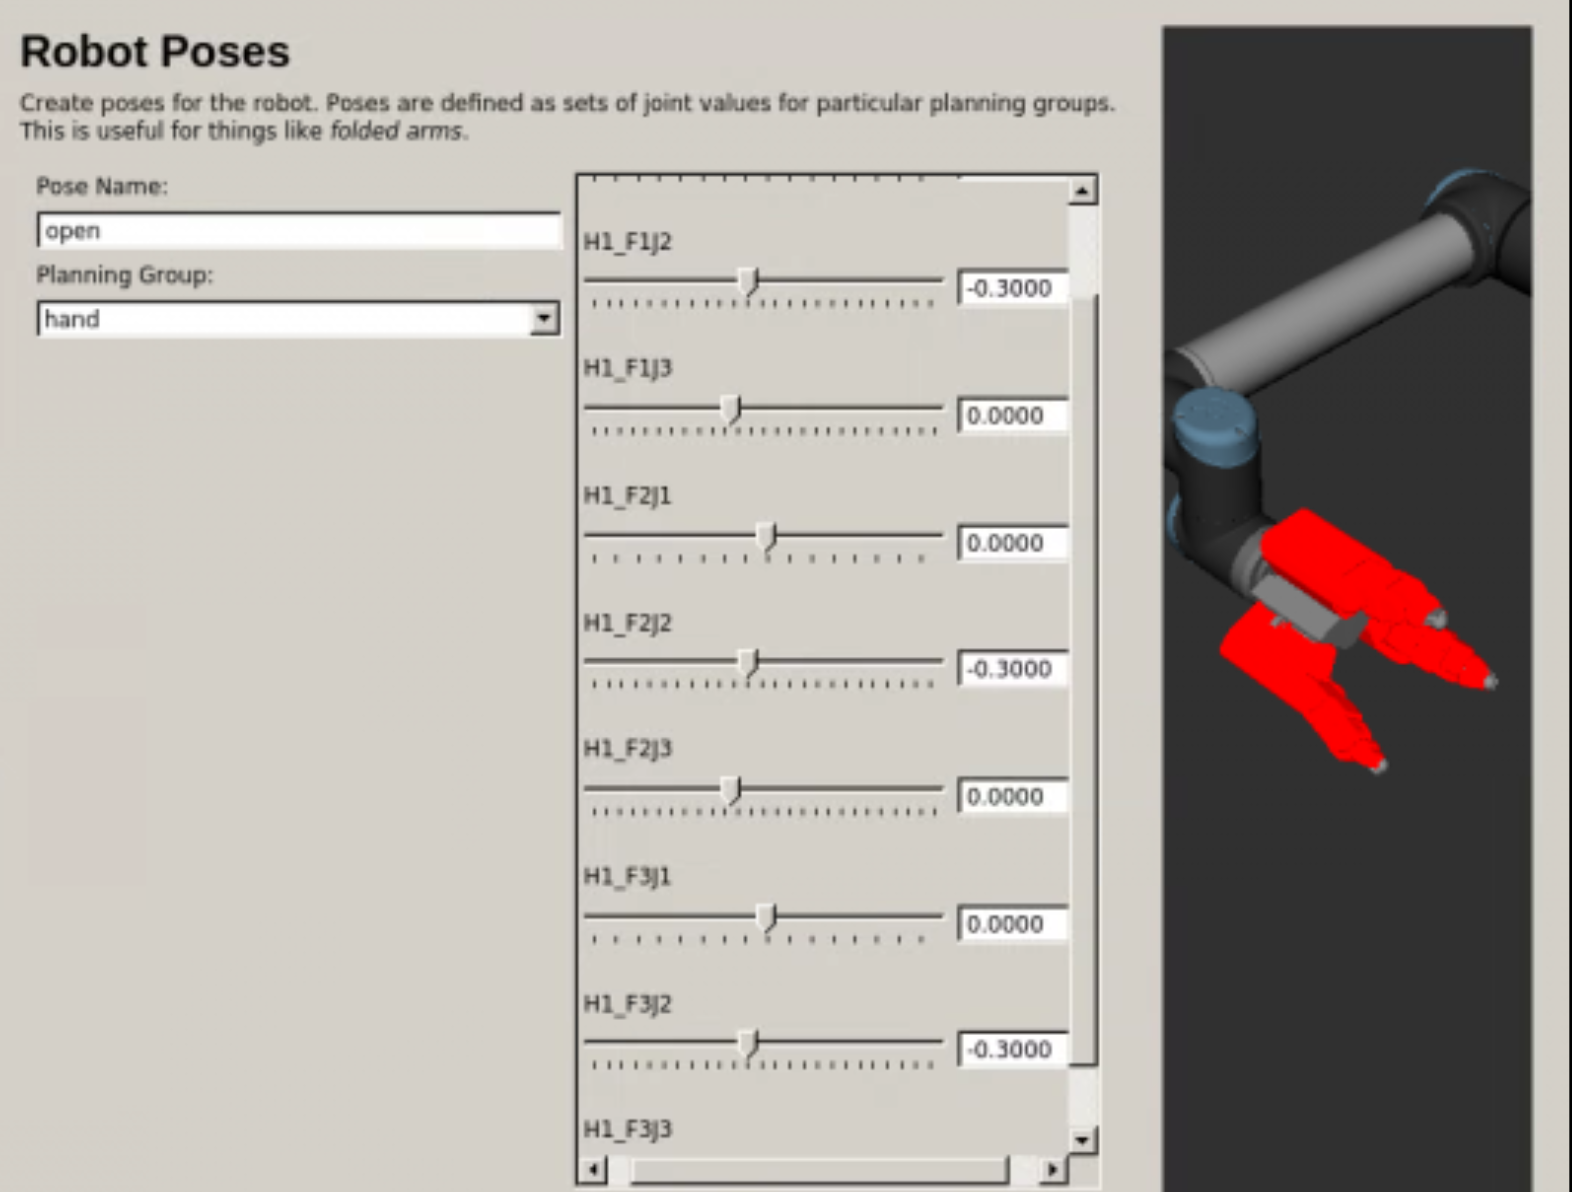 Robot Poses
Create poses for the robot. Poses are defined as sets of joint values for particular planning groups.
This is useful for things like folded arms.
Pose Name:
open
Planning Group:
hand
H1_F1J2
-0.3000
H1_F1J3
0.0000
H1_F2J1
0.0000
H1_F2J2
-0.3000
H1_F2J3
0.0000
H1_F3J1
0.0000
H1_F3J2
-0.3000
H1_F3J3